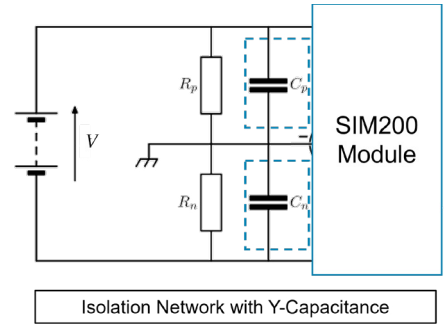 R_p
C_p
V
SIM200
Module
R_n
C_n
Isolation Network with Y-Capacitance